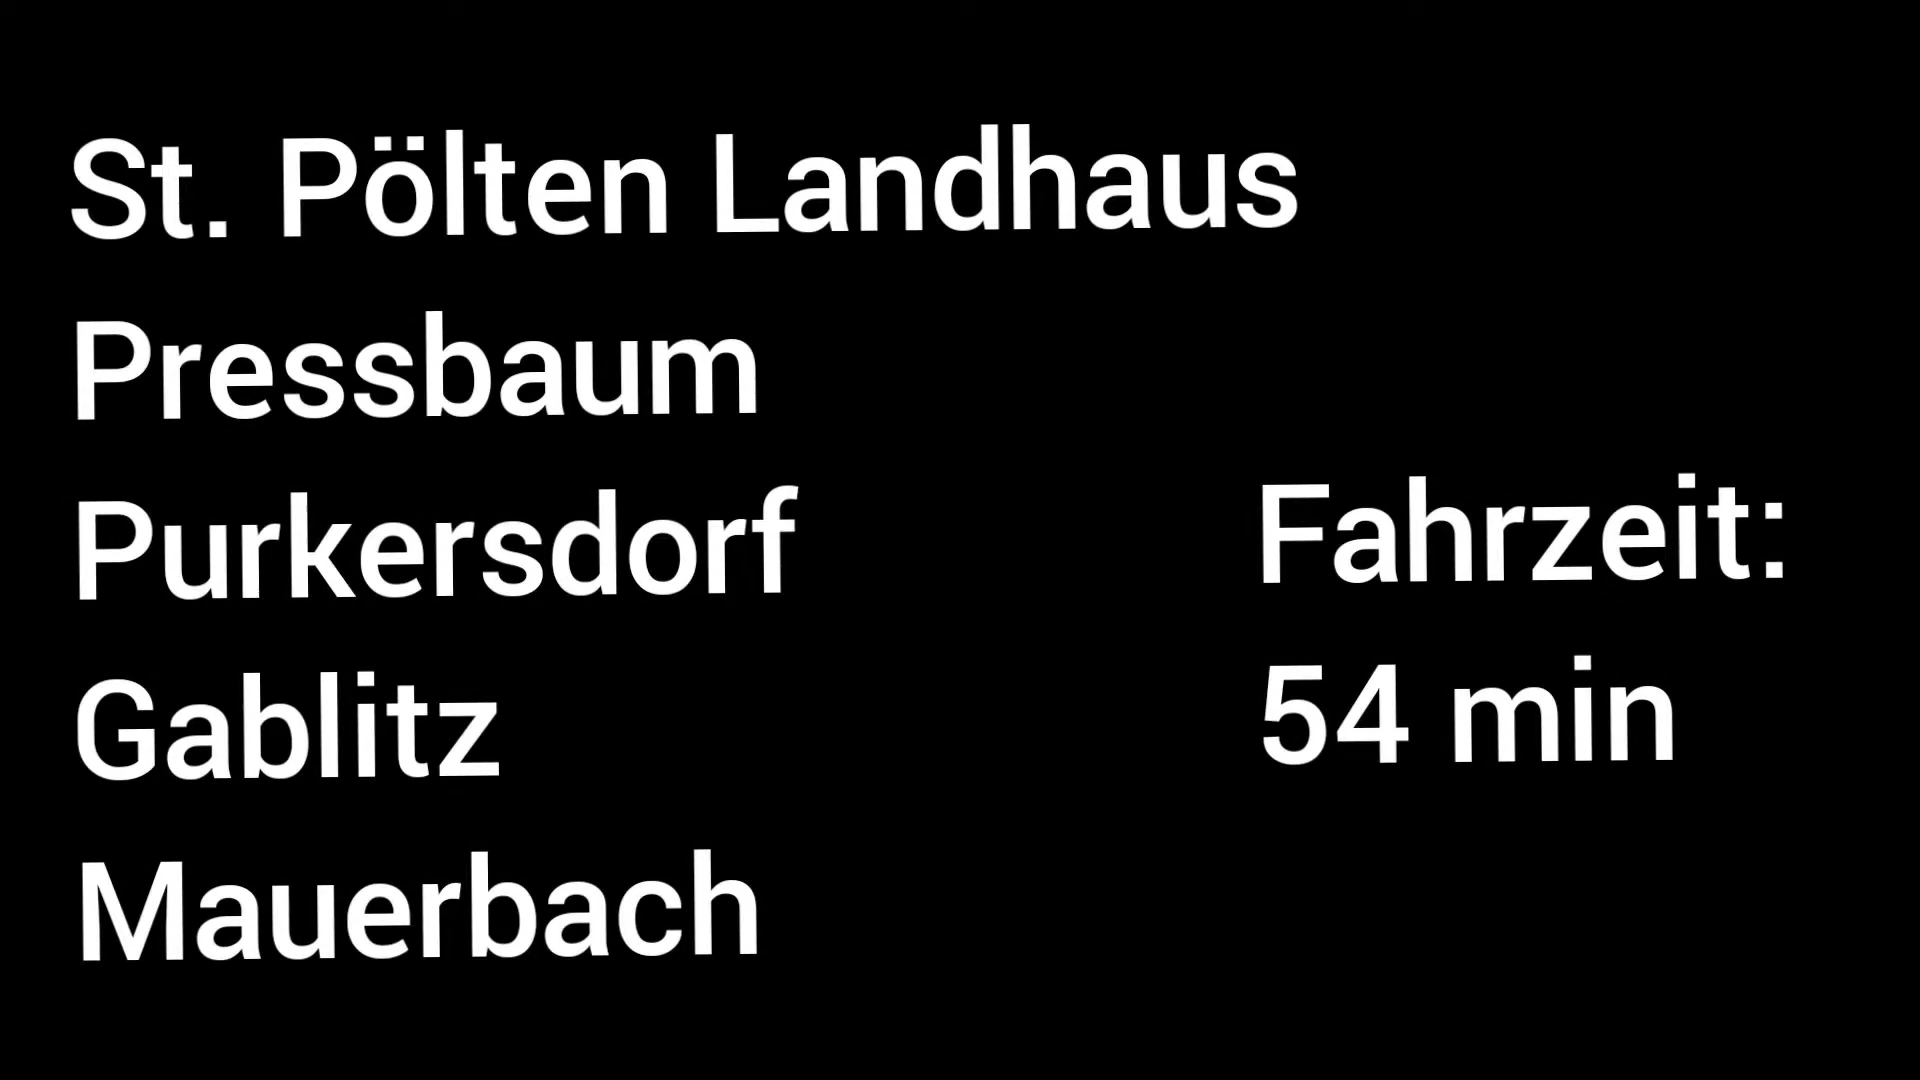 St. Pölten Landhaus
Pressbaum
Purkersdorf
Gablitz
Mauerbach
Fahrzeit:
54 min